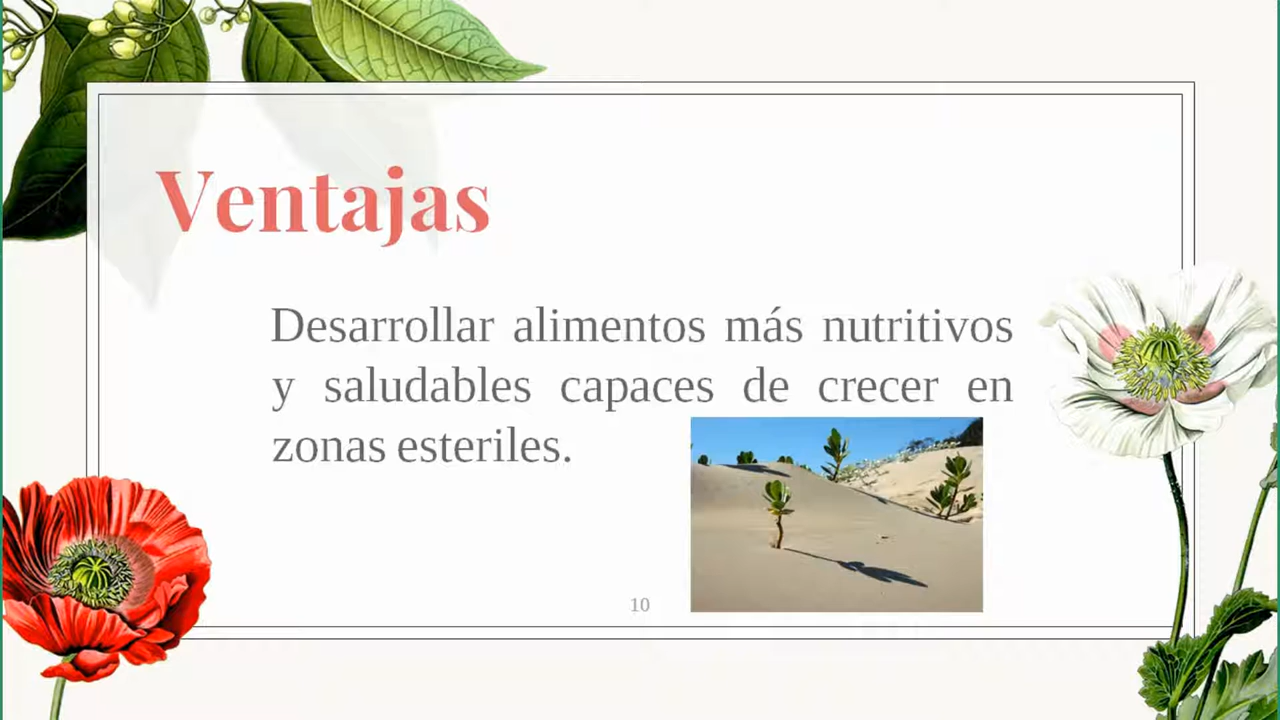 Ventajas
Desarrollar alimentos más nutritivos
y saludables capaces de crecer en
zonas esteriles.
10